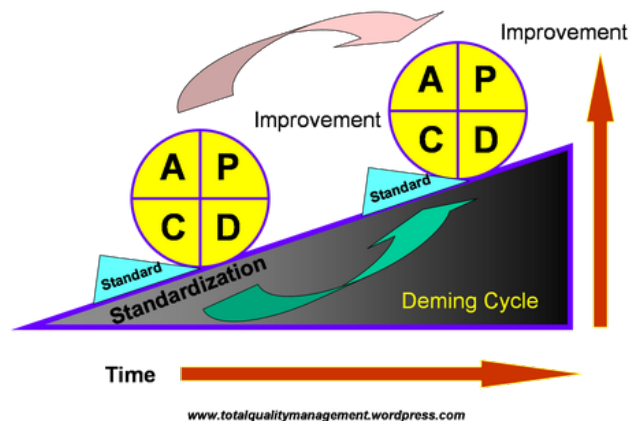 Improvement
A P
C D
Improvement
A P
C D
Standard
Standard
Standardization
Deming Cycle
Time
www.totalqualitymanagement.wordpress.com